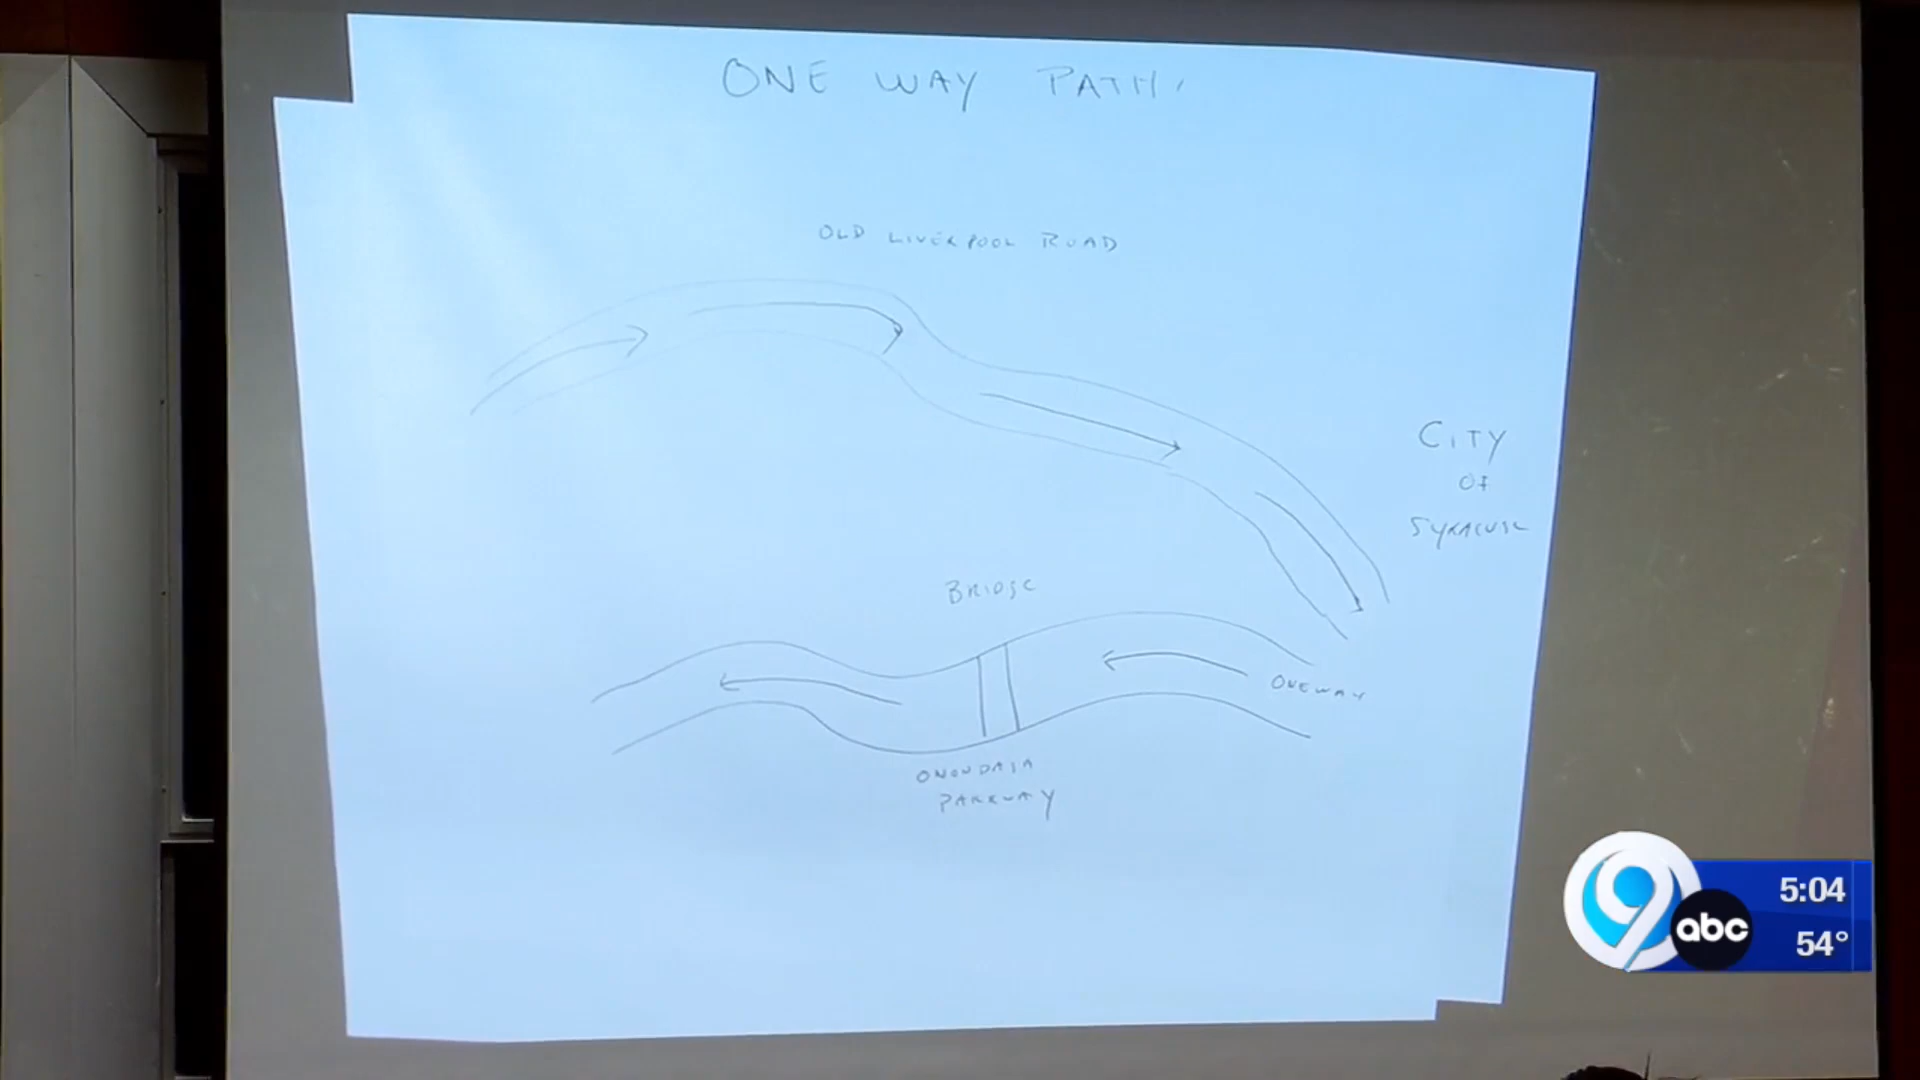 ONE WAY PATH,
OLD LIVERPOOL ROAD
CITY
OF
SYRACUSE
BRIDGE
ONEWAY
ONONDAGA
PARKWAY
9
abc
5:04
54°